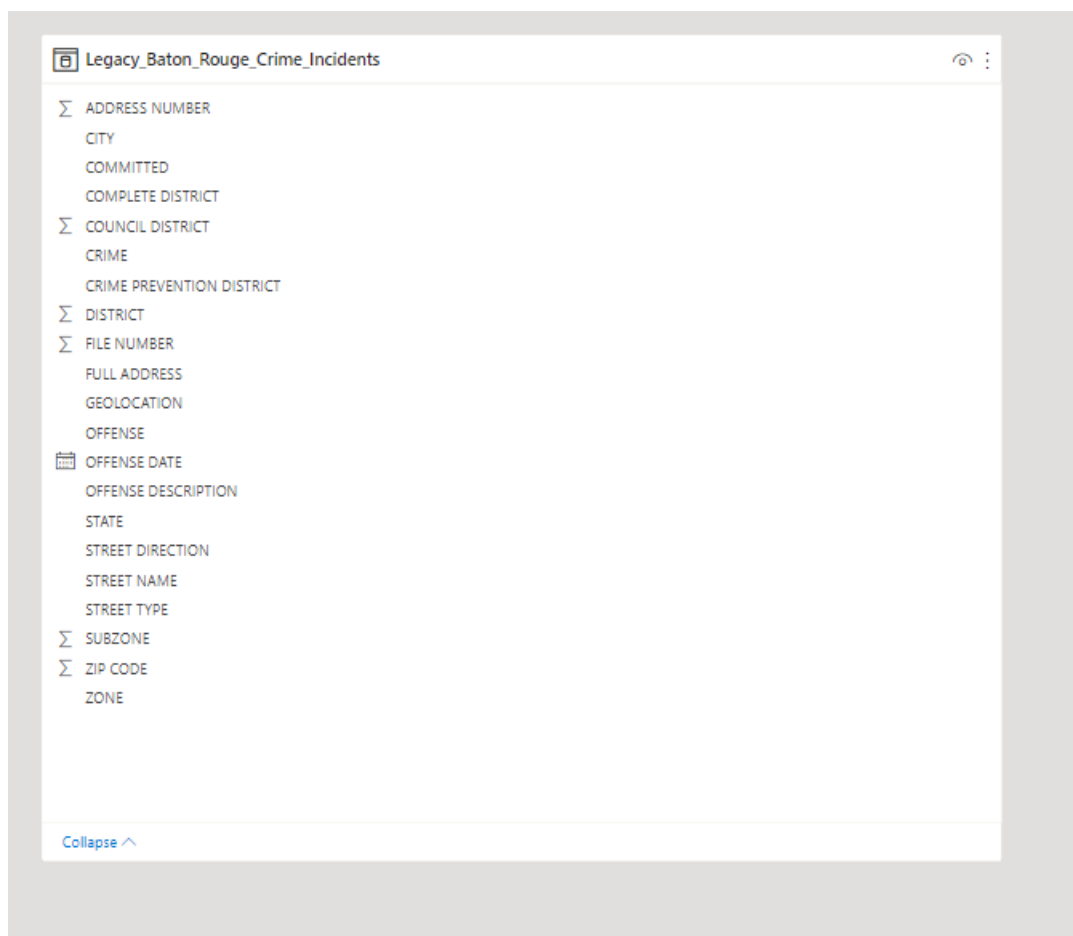 Legacy_Baton_Rouge_Crime_Incidents
∑ ADDRESS NUMBER
CITY
COMMITTED
COMPLETE DISTRICT
∑ COUNCIL DISTRICT
CRIME
CRIME PREVENTION DISTRICT
∑ DISTRICT
∑ FILE NUMBER
FULL ADDRESS
GEOLOCATION
OFFENSE
OFFENSE DATE
OFFENSE DESCRIPTION
STATE
STREET DIRECTION
STREET NAME
STREET TYPE
∑ SUBZONE
∑ ZIP CODE
ZONE
Collapse